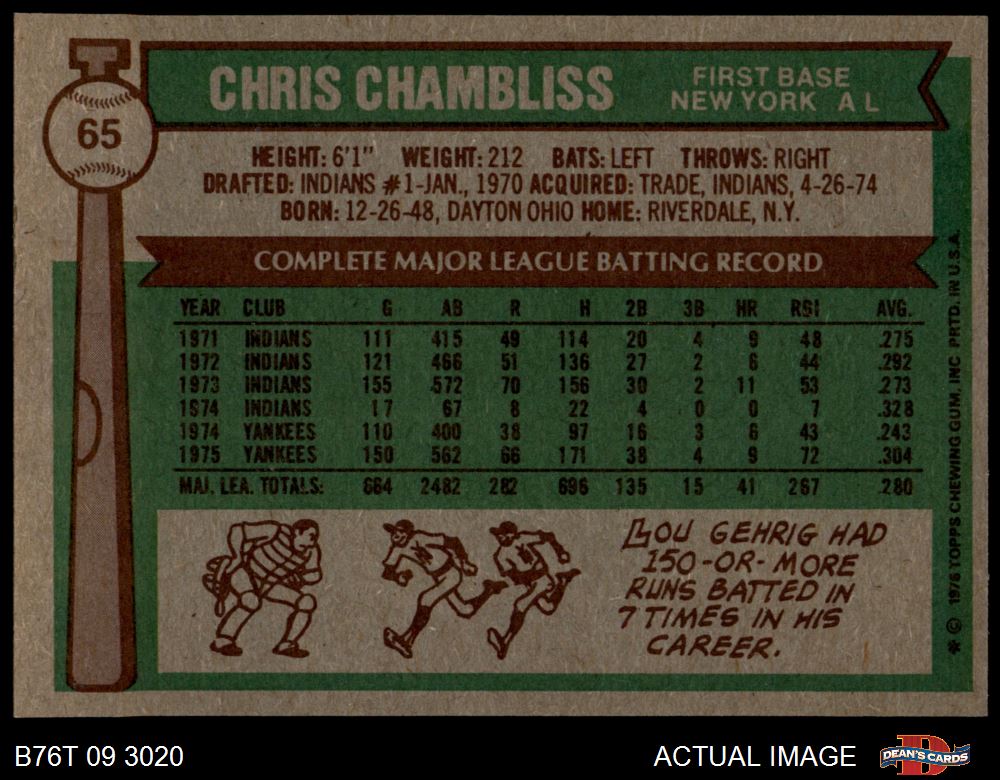 65
CHRIS CHAMBLISS
FIRST BASE
NEW YORK A L
HEIGHT: 6'1" WEIGHT: 212 BATS: LEFT THROWS: RIGHT
DRAFTED: INDIANS #1-JAN., 1970 ACQUIRED: TRADE, INDIANS, 4-26-74
BORN: 12-26-48, DAYTON OHIO HOME: RIVERDALE, N.Y.
COMPLETE MAJOR LEAGUE BATTING RECORD
YEAR CLUB G AB R H 2B 3B HR RBI AVG.
1971 INDIANS 111 415 49 114 20 4 9 48 .275
1972 INDIANS 121 466 51 136 27 2 6 44 .292
1973 INDIANS 155 572 70 156 30 2 11 53 .273
1974 INDIANS 17 67 8 22 4 0 0 7 .328
1974 YANKEES 110 400 38 97 16 3 6 43 .243
1975 YANKEES 150 562 66 171 38 4 9 72 .304
MAJ. LEA. TOTALS: 664 2482 282 696 135 15 41 267 .280
LOU GEHRIG HAD
150-OR-MORE
RUNS BATTED IN
7 TIMES IN HIS
CAREER.
* © 1976 TOPPS CHEWING GUM, INC PRTD. IN U.S.A.
B76T 09 3020
ACTUAL IMAGE
DEAN'S CARDS